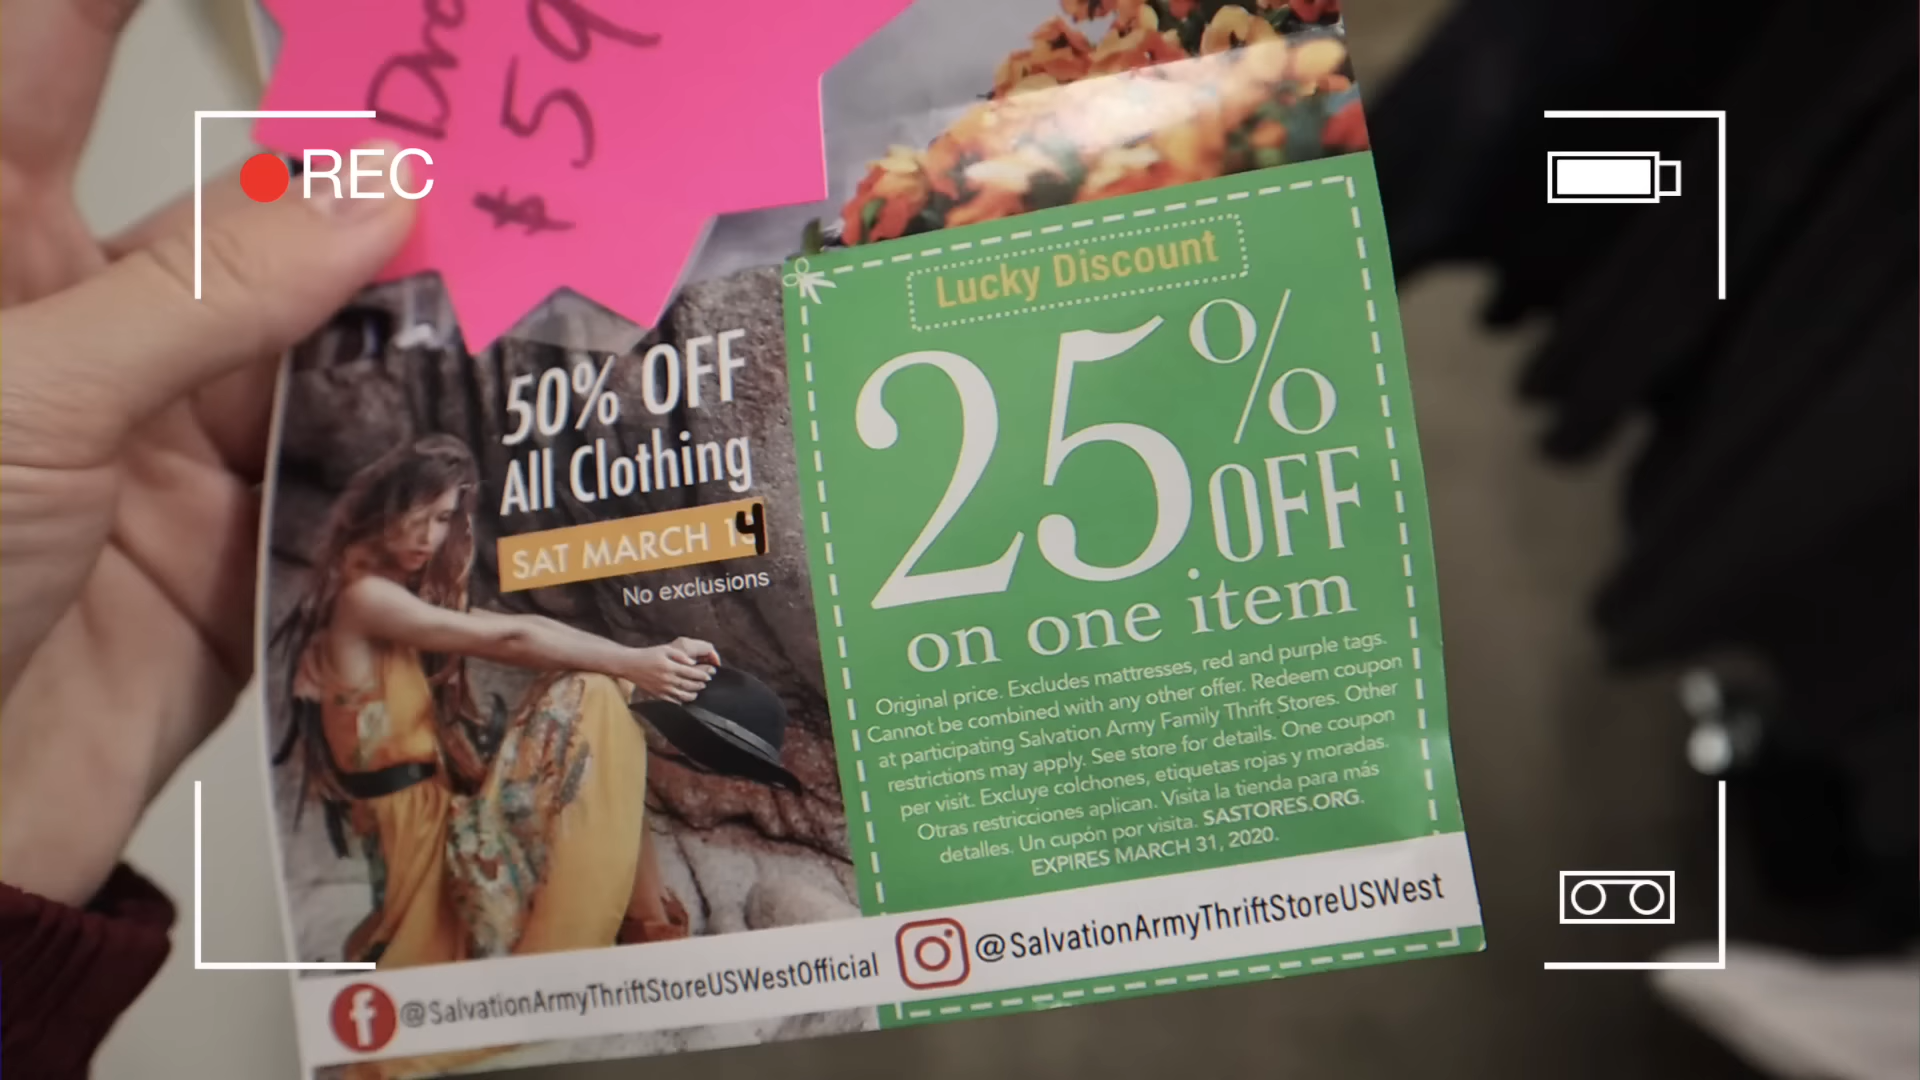 $59
REC
50% OFF
All Clothing
SAT MARCH 14
No exclusions
Lucky Discount
25%
OFF
on one item
Original price. Excludes mattresses, red and purple tags.
Cannot be combined with any other offer. Redeem coupon
at participating Salvation Army Family Thrift Stores. Other
restrictions may apply. See store for details. One coupon
per visit. Excluye colchones, etiquetas rojas y moradas.
Otras restricciones aplican. Visita la tienda para más
detalles. Un cupón por visita. SASTORES.ORG.
EXPIRES MARCH 31, 2020.
@SalvationArmyThriftStoreUSWestOfficial
@SalvationArmyThriftStoreUSWest